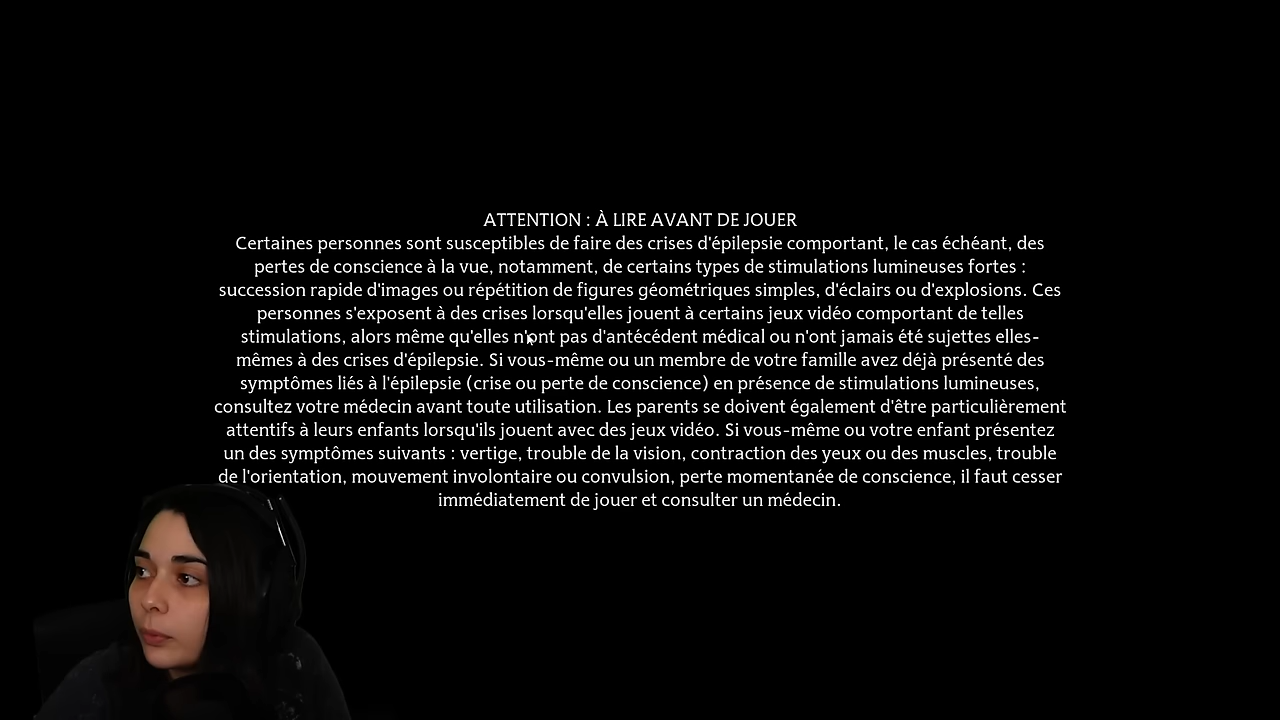 ATTENTION : À LIRE AVANT DE JOUER
Certaines personnes sont susceptibles de faire des crises d'épilepsie comportant, le cas échéant, des
pertes de conscience à la vue, notamment, de certains types de stimulations lumineuses fortes :
succession rapide d'images ou répétition de figures géométriques simples, d'éclairs ou d'explosions. Ces
personnes s'exposent à des crises lorsqu'elles jouent à certains jeux vidéo comportant de telles
stimulations, alors même qu'elles n'ont pas d'antécédent médical ou n'ont jamais été sujettes elles-
mêmes à des crises d'épilepsie. Si vous-même ou un membre de votre famille avez déjà présenté des
symptômes liés à l'épilepsie (crise ou perte de conscience) en présence de stimulations lumineuses,
consultez votre médecin avant toute utilisation. Les parents se doivent également d'être particulièrement
attentifs à leurs enfants lorsqu'ils jouent avec des jeux vidéo. Si vous-même ou votre enfant présentez
un des symptômes suivants : vertige, trouble de la vision, contraction des yeux ou des muscles, trouble
de l'orientation, mouvement involontaire ou convulsion, perte momentanée de conscience, il faut cesser
immédiatement de jouer et consulter un médecin.